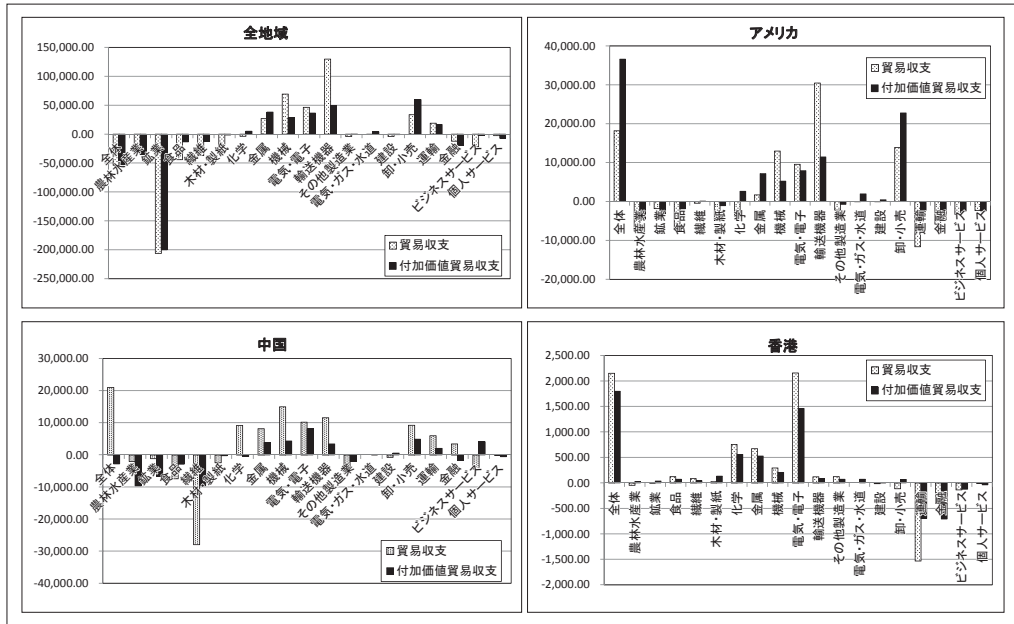 全地域
150,000.00
100,000.00
50,000.00
0.00
-50,000.00
-100,000.00
-150,000.00
-200,000.00
-250,000.00
全体
農林水産業
鉱業
食品
繊維
木材・製紙
化学
金属
機械
電気・電子
輸送機器
その他製造業
電気・ガス・水道
建設
卸・小売
運輸
金融
ビジネスサービス
個人サービス
貿易収支
付加価値貿易収支
アメリカ
40,000.00
30,000.00
20,000.00
10,000.00
0.00
-10,000.00
-20,000.00
貿易収支
付加価値貿易収支
全体
農林水産業
鉱業
食品
繊維
木材・製紙
化学
金属
機械
電気・電子
輸送機器
その他製造業
電気・ガス・水道
建設
卸・小売
運輸
金融
ビジネスサービス
個人サービス
中国
30,000.00
20,000.00
10,000.00
0.00
-10,000.00
-20,000.00
-30,000.00
-40,000.00
全体
農林水産業
鉱業
食品
繊維
木材・製紙
化学
金属
機械
電気・電子
輸送機器
その他製造業
電気・ガス・水道
建設
卸・小売
運輸
金融
ビジネスサービス
個人サービス
貿易収支
付加価値貿易収支
香港
2,500.00
2,000.00
1,500.00
1,000.00
500.00
0.00
-500.00
-1,000.00
-1,500.00
-2,000.00
貿易収支
付加価値貿易収支
全体
農林水産業
鉱業
食品
繊維
木材・製紙
化学
金属
機械
電気・電子
輸送機器
その他製造業
電気・ガス・水道
建設
卸・小売
運輸
金融
ビジネスサービス
個人サービス